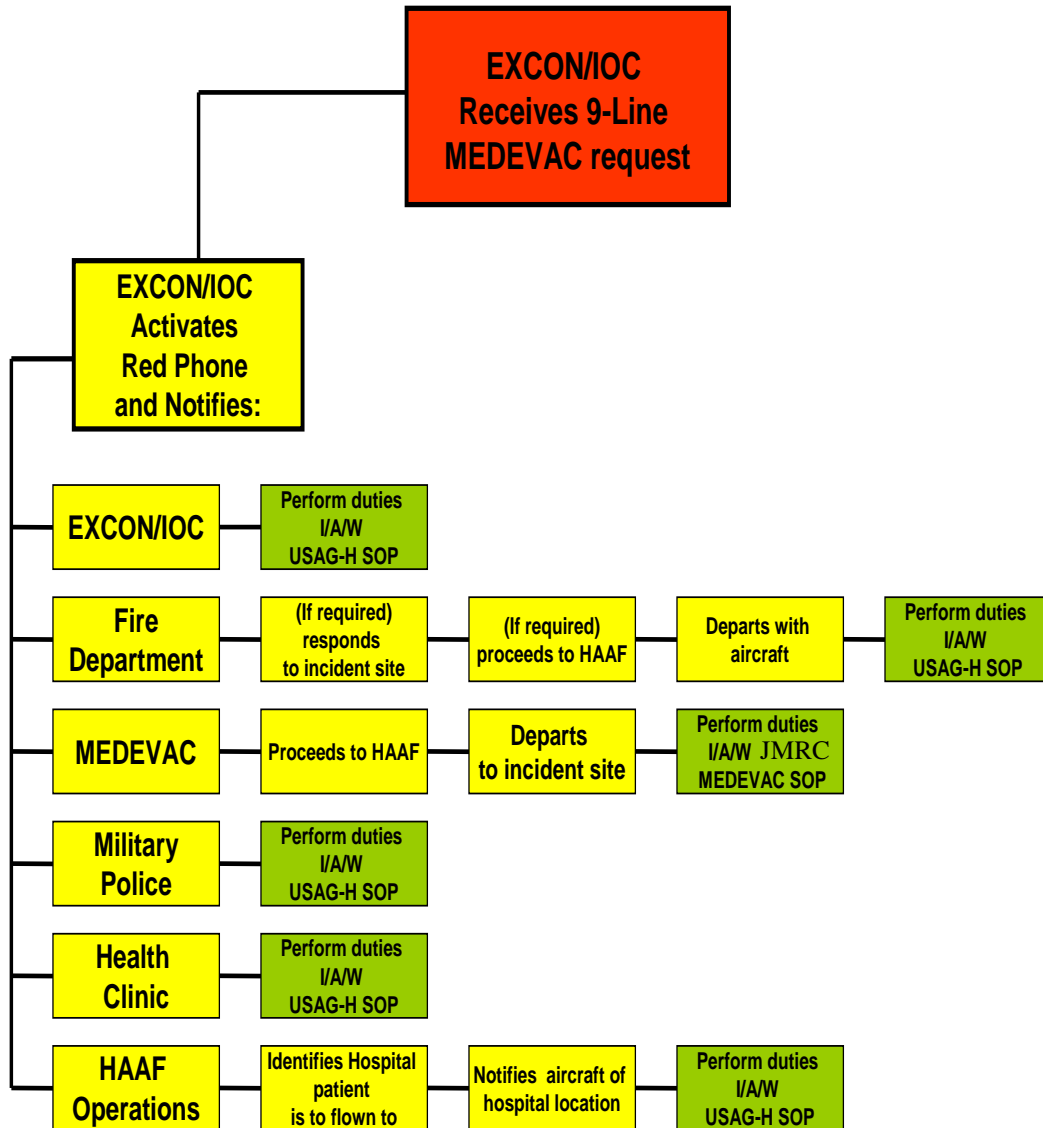 EXCON/IOC
Receives 9-Line
MEDEVAC request
EXCON/IOC
Activates
Red Phone
and Notifies:
EXCON/IOC
Perform duties
I/A/W
USAG-H SOP
Fire
Department
(If required)
responds
to incident site
(If required)
proceeds to HAAF
Departs with
aircraft
Perform duties
I/A/W
USAG-H SOP
MEDEVAC
Proceeds to HAAF
Departs
to incident site
Perform duties
I/A/W JMRC
MEDEVAC SOP
Military
Police
Perform duties
I/A/W
USAG-H SOP
Health
Clinic
Perform duties
I/A/W
USAG-H SOP
HAAF
Operations
Identifies Hospital
patient
is to flown to
Notifies aircraft of
hospital location
Perform duties
I/A/W
USAG-H SOP